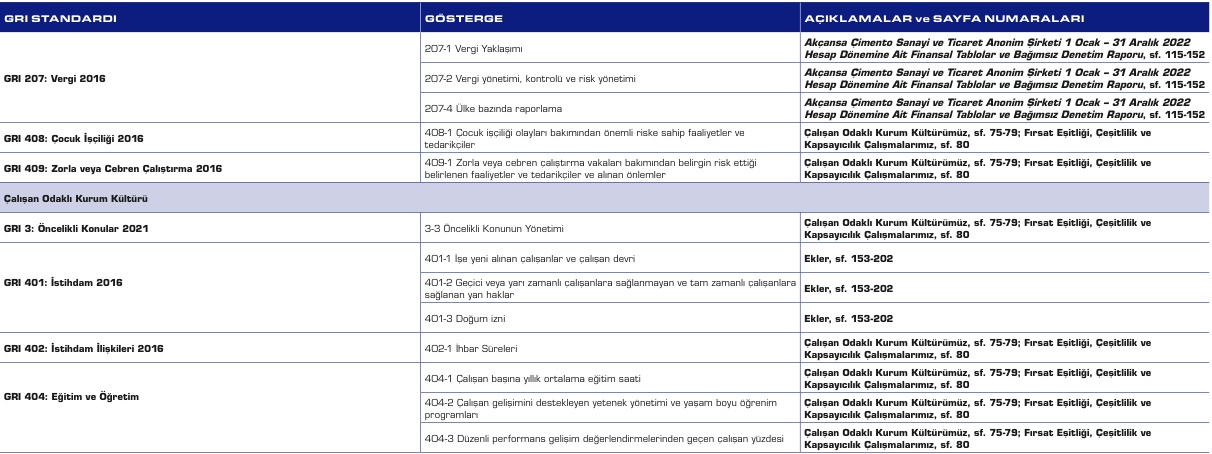 GRI STANDARDI GÖSTERGE AÇIKLAMALAR ve SAYFA NUMARALARI
GRI 207: Vergi 2016
207-1 Vergi Yaklaşımı
Akçansa Çimento Sanayi ve Ticaret Anonim Şirketi 1 Ocak – 31 Aralık 2022
Hesap Dönemine Ait Finansal Tablolar ve Bağımsız Denetim Raporu, sf. 115-152
207-2 Vergi yönetimi, kontrolü ve risk yönetimi
Akçansa Çimento Sanayi ve Ticaret Anonim Şirketi 1 Ocak – 31 Aralık 2022
Hesap Dönemine Ait Finansal Tablolar ve Bağımsız Denetim Raporu, sf. 115-152
207-4 Ülke bazında raporlama
Akçansa Çimento Sanayi ve Ticaret Anonim Şirketi 1 Ocak – 31 Aralık 2022
Hesap Dönemine Ait Finansal Tablolar ve Bağımsız Denetim Raporu, sf. 115-152
GRI 408: Çocuk İşçiliği 2016
408-1 Çocuk işçiliği olayları bakımından önemli riske sahip faaliyetler ve
tedarikçiler
Çalışan Odaklı Kurum Kültürümüz, sf. 75-79; Fırsat Eşitliği, Çeşitlilik ve
Kapsayıcılık Çalışmalarımız, sf. 80
GRI 409: Zorla veya Cebren Çalıştırma 2016
409-1 Zorla veya cebren çalıştırma vakaları bakımından belirgin risk ettiği
belirlenen faaliyetler ve tedarikçiler ve alınan önlemler
Çalışan Odaklı Kurum Kültürümüz, sf. 75-79; Fırsat Eşitliği, Çeşitlilik ve
Kapsayıcılık Çalışmalarımız, sf. 80
Çalışan Odaklı Kurum Kültürü
GRI 3: Öncelikli Konular 2021
3-3 Öncelikli Konunun Yönetimi
Çalışan Odaklı Kurum Kültürümüz, sf. 75-79; Fırsat Eşitliği, Çeşitlilik ve
Kapsayıcılık Çalışmalarımız, sf. 80
GRI 401: İstihdam 2016
401-1 İşe yeni alınan çalışanlar ve çalışan devri
Ekler, sf. 153-202
401-2 Geçici veya yarı zamanlı çalışanlara sağlanmayan ve tam zamanlı çalışanlara
sağlanan yan haklar
Ekler, sf. 153-202
401-3 Doğum izni
Ekler, sf. 153-202
GRI 402: İstihdam İlişkileri 2016
402-1 İhbar Süreleri
Çalışan Odaklı Kurum Kültürümüz, sf. 75-79; Fırsat Eşitliği, Çeşitlilik ve
Kapsayıcılık Çalışmalarımız, sf. 80
GRI 404: Eğitim ve Öğretim
404-1 Çalışan başına yıllık ortalama eğitim saati
Çalışan Odaklı Kurum Kültürümüz, sf. 75-79; Fırsat Eşitliği, Çeşitlilik ve
Kapsayıcılık Çalışmalarımız, sf. 80
404-2 Çalışan gelişimini destekleyen yetenek yönetimi ve yaşam boyu öğrenim
programları
Çalışan Odaklı Kurum Kültürümüz, sf. 75-79; Fırsat Eşitliği, Çeşitlilik ve
Kapsayıcılık Çalışmalarımız, sf. 80
404-3 Düzenli performans gelişim değerlendirmelerinden geçen çalışan yüzdesi
Çalışan Odaklı Kurum Kültürümüz, sf. 75-79; Fırsat Eşitliği, Çeşitlilik ve
Kapsayıcılık Çalışmalarımız, sf. 80